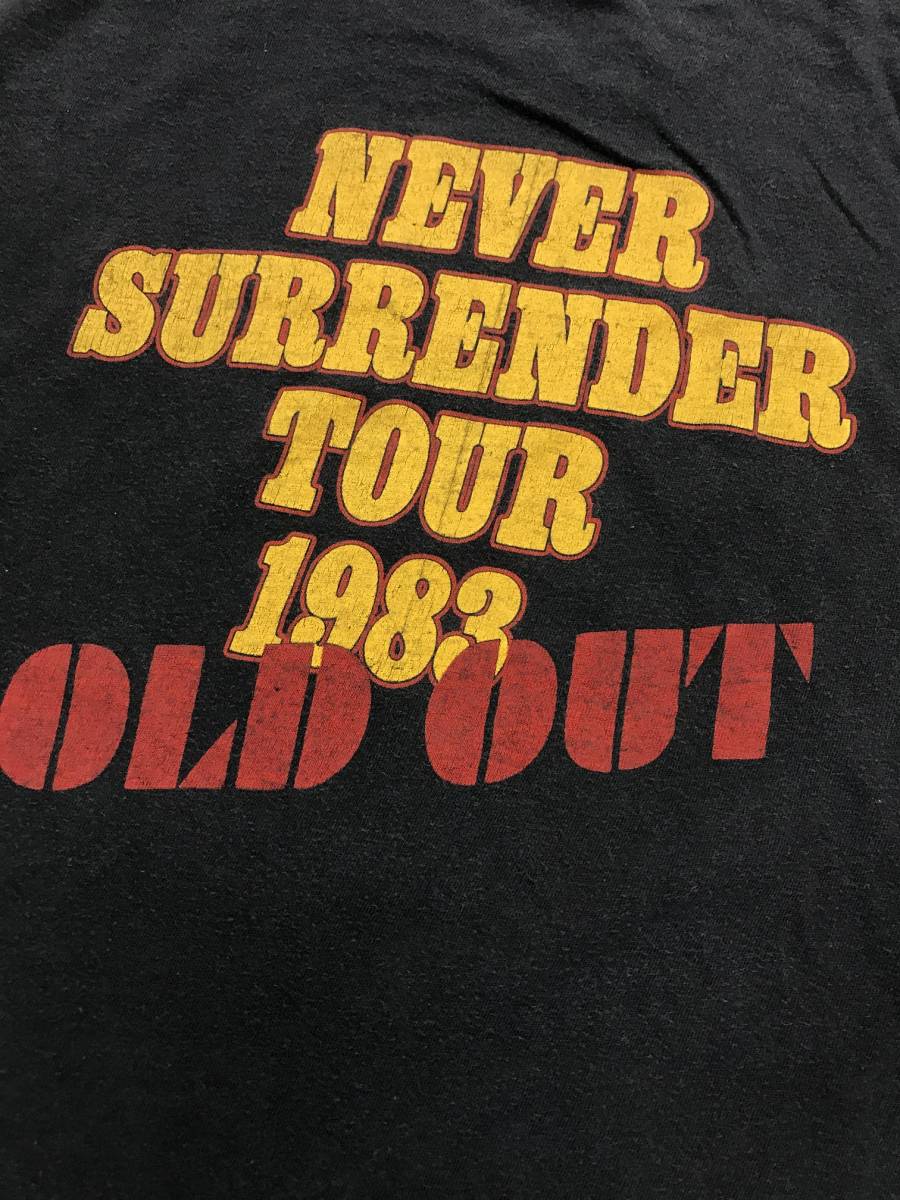 NEVER
SURRENDER
TOUR
1983
OLD OUT